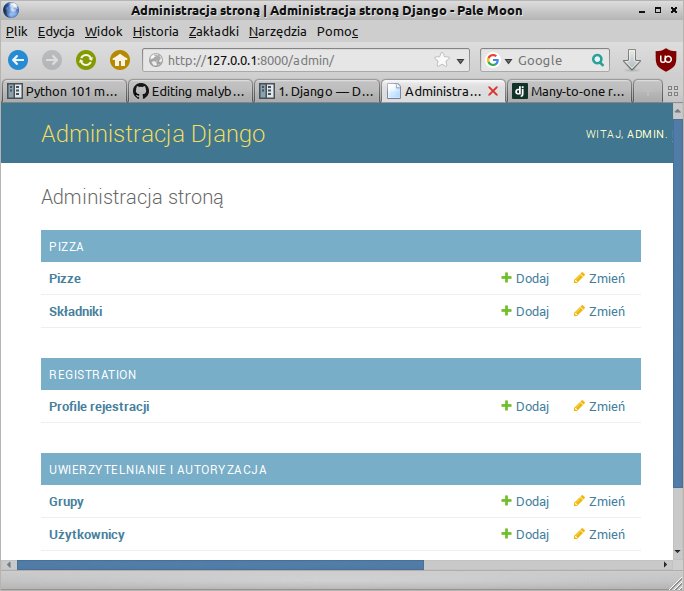 Administracja stroną | Administracja stroną Django - Pale Moon
Plik Edycja Widok Historia Zakładki Narzędzia Pomoc
http://127.0.0.1:8000/admin/ Google
Python 101 m... Editing malyb... 1. Django — D... Administra... Many-to-one r...
Administracja Django
WITAJ, ADMIN.
Administracja stroną
PIZZA
Pizze Dodaj Zmień
Składniki Dodaj Zmień
REGISTRATION
Profile rejestracji Dodaj Zmień
UWIERZYTELNIANIE I AUTORYZACJA
Grupy Dodaj Zmień
Użytkownicy Dodaj Zmień